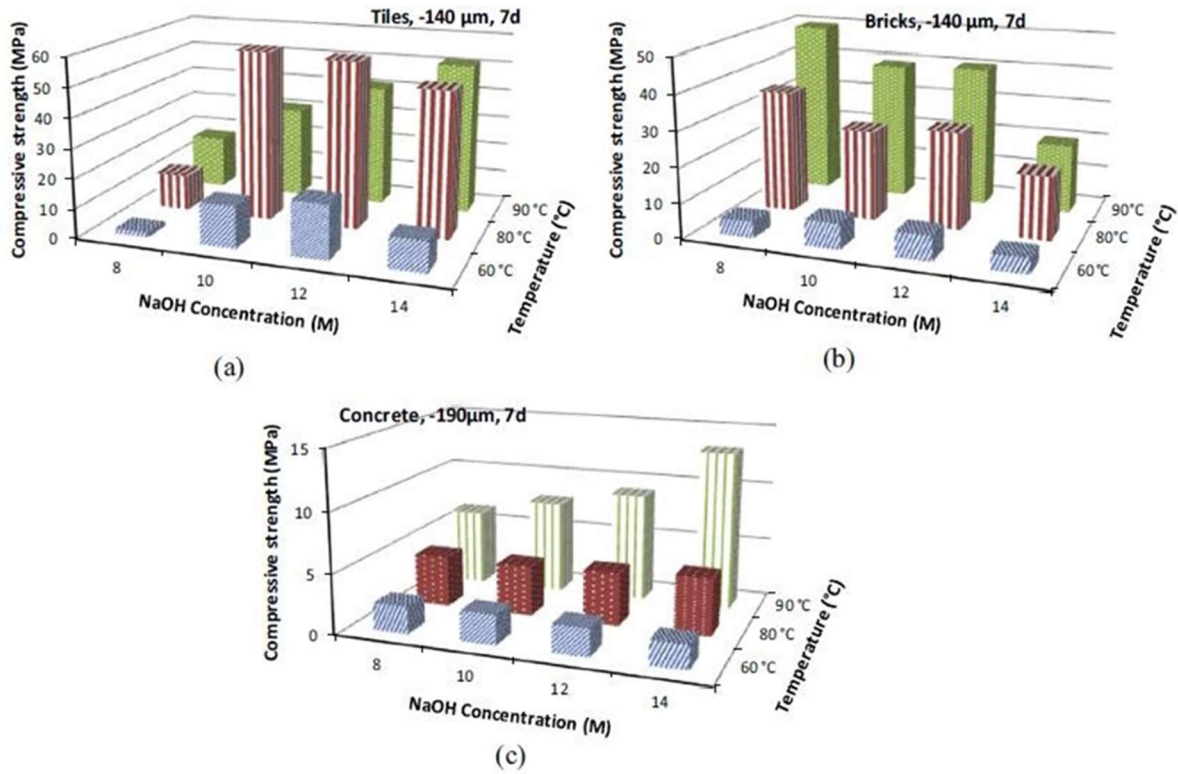 Tiles, -140 μm, 7d
Compressive strength (MPa)
60
50
40
30
20
10
0
8
10
12
14
NaOH Concentration (M)
90°C
80°C
60°C
Temperature (°C)
(a)
Bricks, -140 μm, 7d
Compressive strength (MPa)
50
40
30
20
10
0
8
10
12
14
NaOH Concentration (M)
90°C
80°C
60°C
Temperature (°C)
(b)
Concrete, -190μm, 7d
Compressive strength (MPa)
15
10
5
0
8
10
12
14
NaOH Concentration (M)
90°C
80°C
60°C
Temperature (°C)
(c)